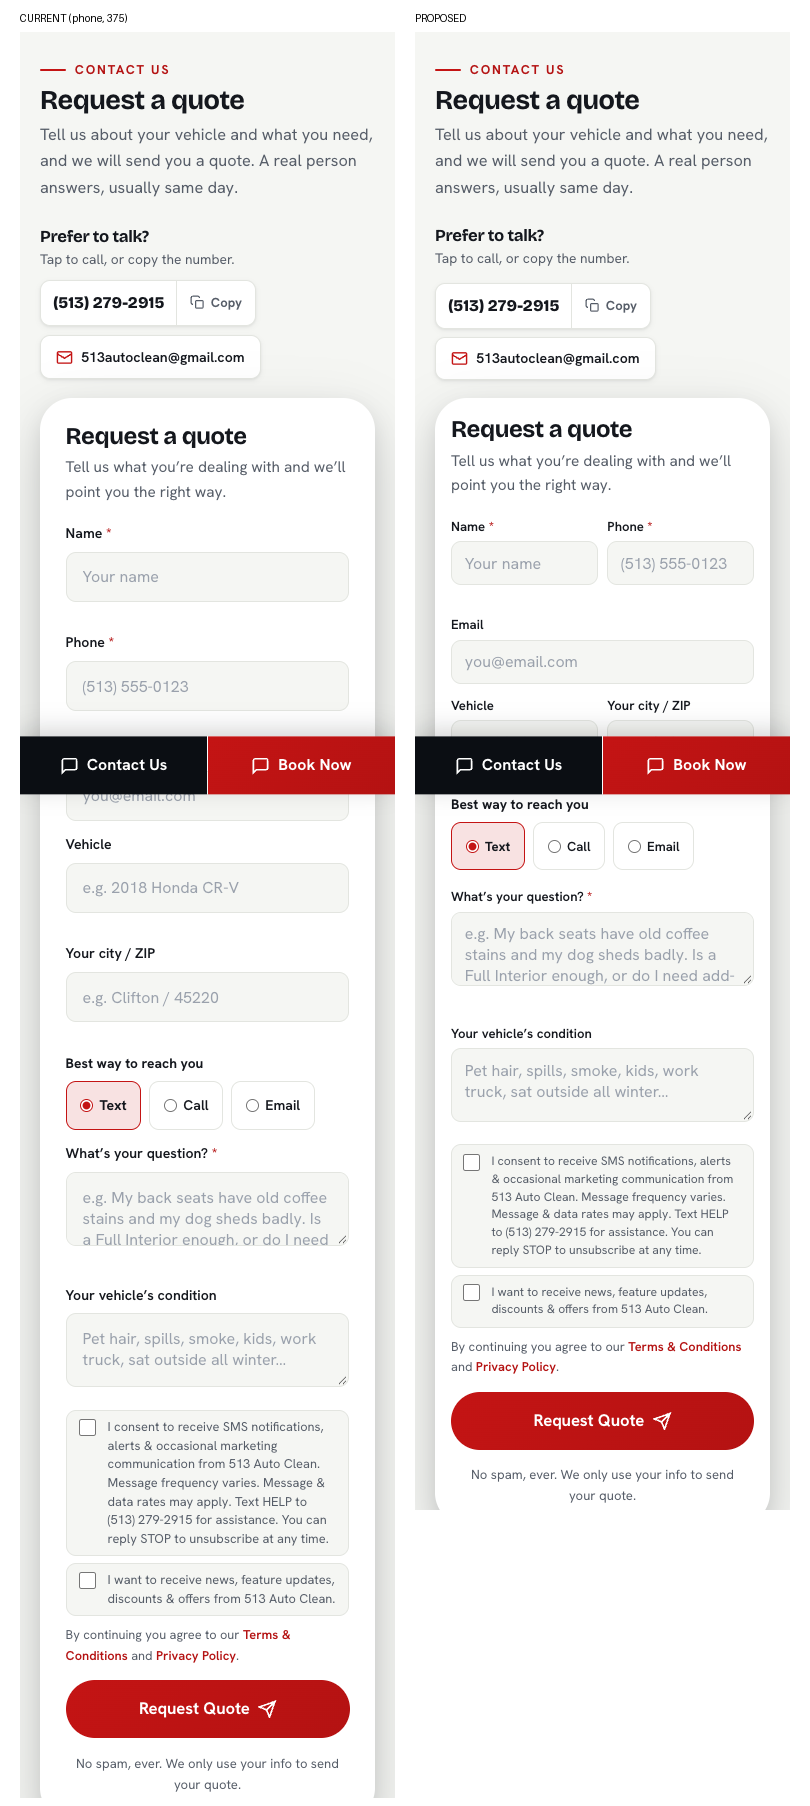 CURRENT (phone, 375)
CONTACT US
Request a quote
Tell us about your vehicle and what you need,
and we will send you a quote. A real person
answers, usually same day.
Prefer to talk?
Tap to call, or copy the number.
(513) 279-2915 Copy
513autoclean@gmail.com
Request a quote
Tell us what you’re dealing with and we’ll
point you the right way.
Name *
Your name
Phone *
(513) 555-0123
Contact Us Book Now
you@email.com
Vehicle
e.g. 2018 Honda CR-V
Your city / ZIP
e.g. Clifton / 45220
Best way to reach you
Text Call Email
What’s your question? *
e.g. My back seats have old coffee
stains and my dog sheds badly. Is
a Full Interior enough, or do I need
Your vehicle’s condition
Pet hair, spills, smoke, kids, work
truck, sat outside all winter…
I consent to receive SMS notifications,
alerts & occasional marketing
communication from 513 Auto Clean.
Message frequency varies. Message &
data rates may apply. Text HELP to
(513) 279-2915 for assistance. You can
reply STOP to unsubscribe at any time.
I want to receive news, feature updates,
discounts & offers from 513 Auto Clean.
By continuing you agree to our Terms &
Conditions and Privacy Policy.
Request Quote
No spam, ever. We only use your info to send
your quote.
PROPOSED
CONTACT US
Request a quote
Tell us about your vehicle and what you need,
and we will send you a quote. A real person
answers, usually same day.
Prefer to talk?
Tap to call, or copy the number.
(513) 279-2915 Copy
513autoclean@gmail.com
Request a quote
Tell us what you’re dealing with and we’ll
point you the right way.
Name * Phone *
Your name (513) 555-0123
Email
you@email.com
Vehicle Your city / ZIP
Contact Us Book Now
Best way to reach you
Text Call Email
What’s your question? *
e.g. My back seats have old coffee
stains and my dog sheds badly. Is a
Full Interior enough, or do I need add-
Your vehicle’s condition
Pet hair, spills, smoke, kids, work
truck, sat outside all winter…
I consent to receive SMS notifications, alerts
& occasional marketing communication from
513 Auto Clean. Message frequency varies.
Message & data rates may apply. Text HELP
to (513) 279-2915 for assistance. You can
reply STOP to unsubscribe at any time.
I want to receive news, feature updates,
discounts & offers from 513 Auto Clean.
By continuing you agree to our Terms & Conditions
and Privacy Policy.
Request Quote
No spam, ever. We only use your info to send
your quote.